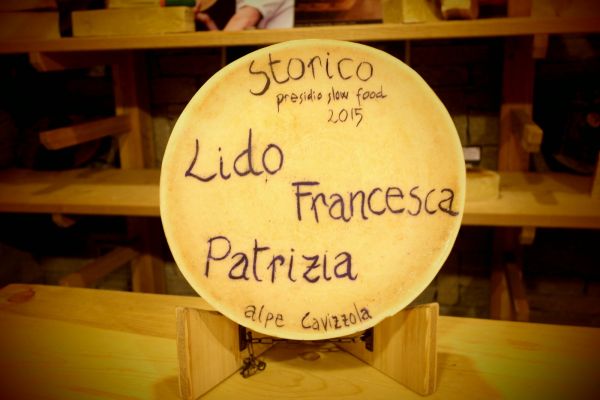 Storico
presidio slow food
2015
Lido
Francesca
Patrizia
alpe Cavizzola